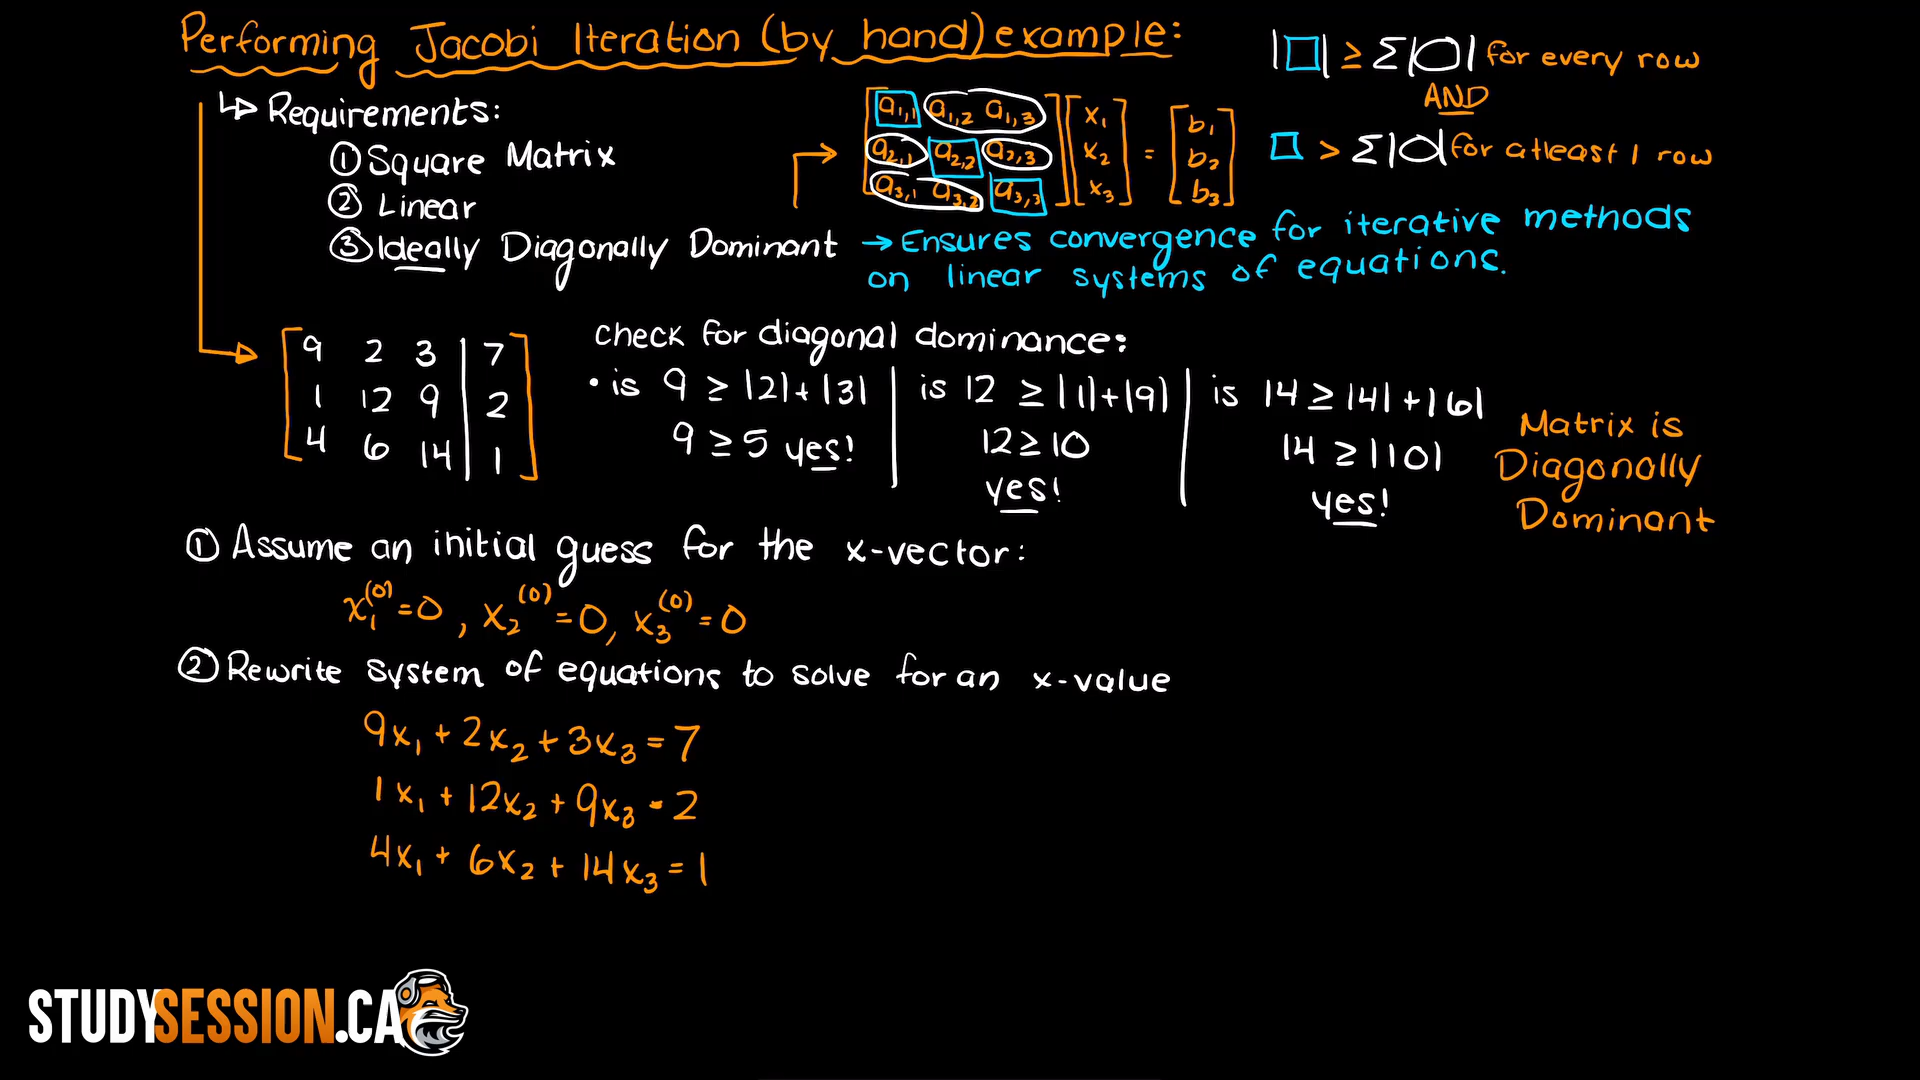 Performing Jacobi Iteration (by hand) example:
|□| ≥ Σ|○| for every row
AND
□ > Σ|○| for atleast 1 row
↳ Requirements:
① Square Matrix
② Linear
③ Ideally Diagonally Dominant → Ensures convergence for iterative methods
on linear systems of equations.
a1,1 a1,2 a1,3 x1 b1
a2,1 a2,2 a2,3 x2 = b2
a3,1 a3,2 a3,3 x3 b3
9 2 3 | 7
1 12 9 | 2
4 6 14 | 1
check for diagonal dominance:
• is 9 ≥ |2|+|3|
9 ≥ 5 yes!
is 12 ≥ |1|+|9|
12 ≥ 10
yes!
is 14 ≥ |4|+|6|
14 ≥ |10|
yes!
Matrix is
Diagonally
Dominant
① Assume an initial guess for the x-vector:
x1^(0) = 0, x2^(0) = 0, x3^(0) = 0
② Rewrite system of equations to solve for an x-value
9x1 + 2x2 + 3x3 = 7
1x1 + 12x2 + 9x3 - 2
4x1 + 6x2 + 14x3 = 1
STUDYSESSION.CA